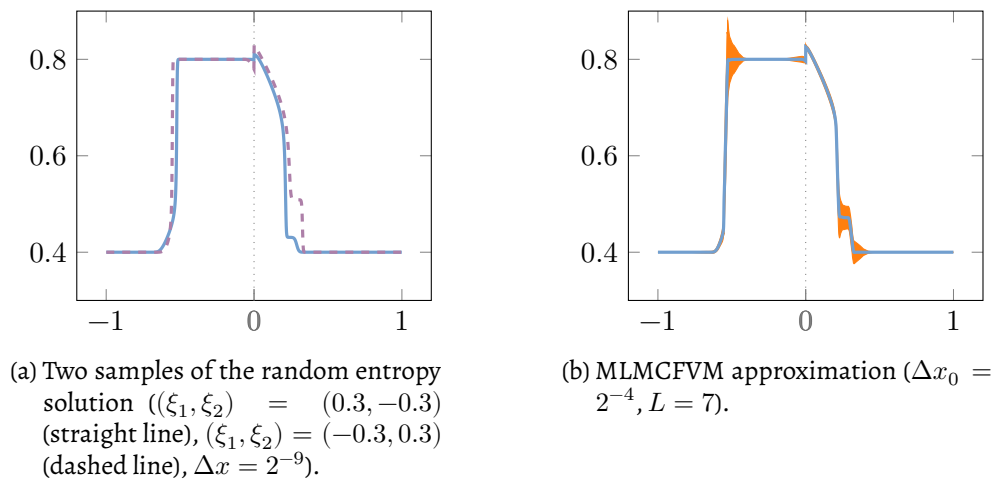 0.8
0.6
0.4
−1
0
1
0.8
0.6
0.4
−1
0
1
(a) Two samples of the random entropy
solution ((ξ₁, ξ₂) = (0.3, −0.3)
(straight line), (ξ₁, ξ₂) = (−0.3, 0.3)
(dashed line), Δx = 2⁻⁹).
(b) MLMCFVM approximation (Δx₀ =
2⁻⁴, L = 7).